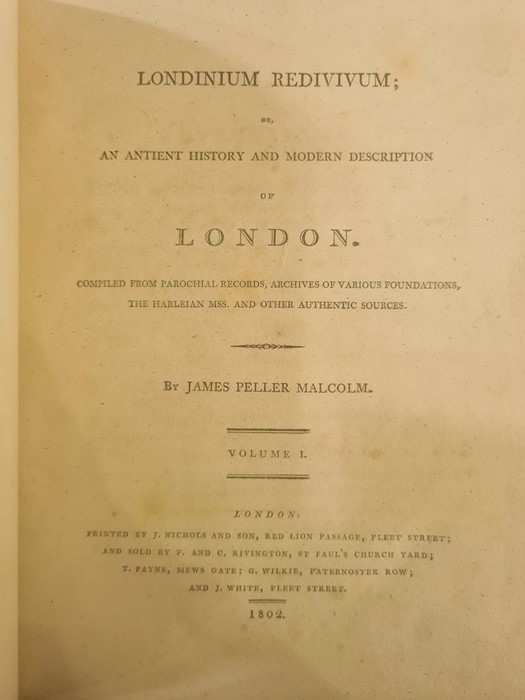 LONDINIUM REDIVIVUM;
OR,
AN ANTIENT HISTORY AND MODERN DESCRIPTION
OF
LONDON.
COMPILED FROM PAROCHIAL RECORDS, ARCHIVES OF VARIOUS FOUNDATIONS,
THE HARLEIAN MSS. AND OTHER AUTHENTIC SOURCES.
BY JAMES PELLER MALCOLM.
VOLUME I.
LONDON:
PRINTED BY J. NICHOLS AND SON, RED LION PASSAGE, FLEET STREET;
AND SOLD BY F. AND C. RIVINGTON, ST PAUL'S CHURCH YARD;
T. PAYNE, MEWS GATE; G. WILKIE, PATERNOSTER ROW;
AND J. WHITE, FLEET STREET.
1802.